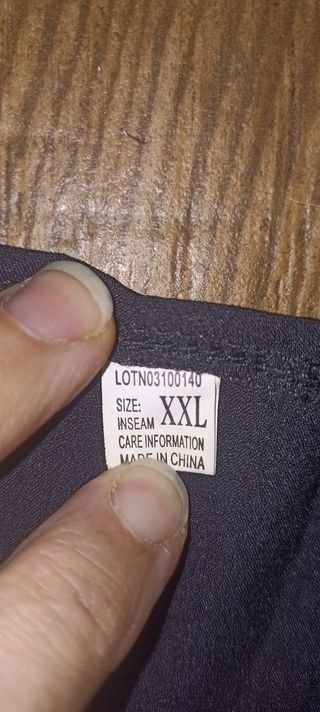 LOTN03100140
SIZE: XXL
INSEAM
CARE INFORMATION
MADE IN CHINA